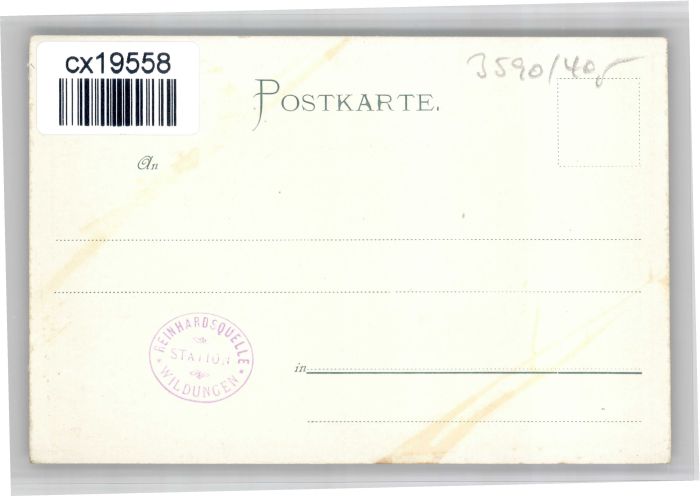 cx19558
3590/40,-
POSTKARTE.
An
REINHARDSQUELLE
STATION
WILDUNGEN
in